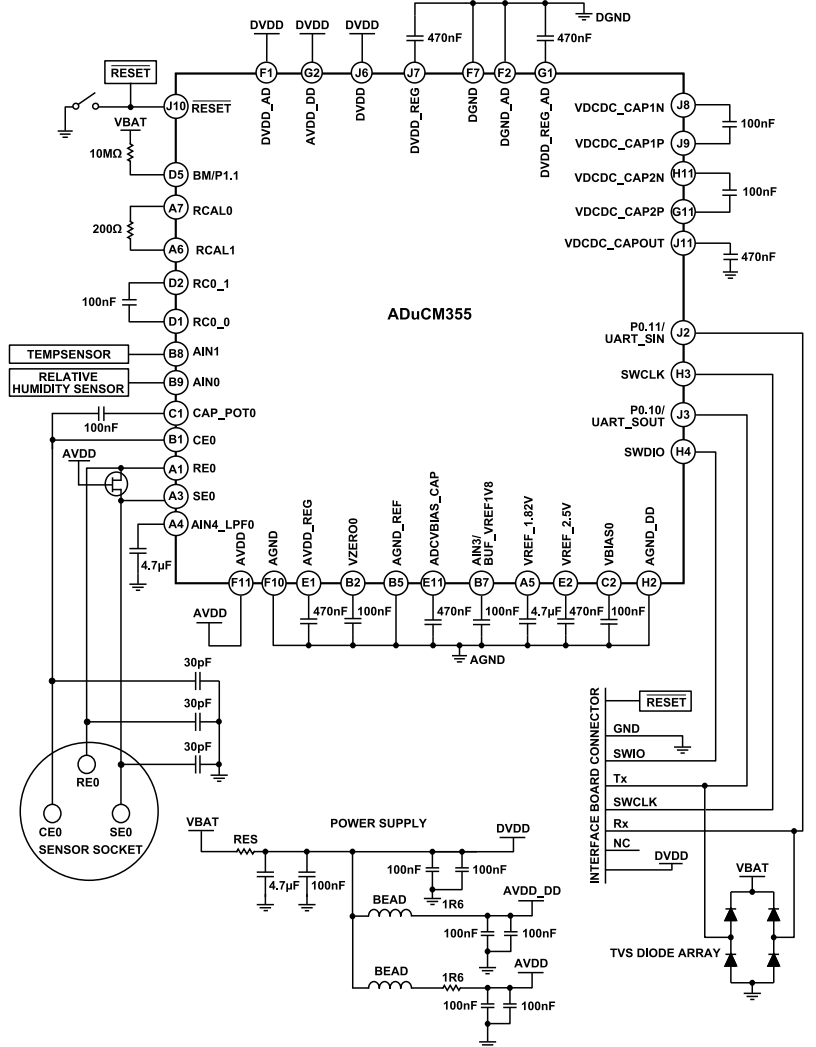 DGND
DVDD
DVDD
DVDD
470nF
470nF
RESET
F1
G2
J6
J7
F7
F2
G1
J10
RESET
DVDD_AD
AVDD_DD
DVDD
DVDD_REG
DGND
DGND_AD
DVDD_REG_AD
VBAT
10MΩ
D5
BM/P1.1
A7
RCAL0
200Ω
A6
RCAL1
D2
RC0_1
100nF
D1
RC0_0
TEMPSENSOR
B8
AIN1
RELATIVE
HUMIDITY SENSOR
B9
AIN0
C1
CAP_POT0
100nF
B1
CE0
AVDD
A1
RE0
A3
SE0
A4
AIN4_LPF0
4.7µF
ADuCM355
VDCDC_CAP1N
J8
100nF
VDCDC_CAP1P
J9
VDCDC_CAP2N
H11
100nF
VDCDC_CAP2P
G11
VDCDC_CAPOUT
J11
470nF
P0.11/
UART_SIN
J2
SWCLK
H3
P0.10/
UART_SOUT
J3
SWDIO
H4
AVDD
AGND
AVDD_REG
VZERO0
AGND_REF
ADCVBIAS_CAP
AIN3/
BUF_VREF1V8
VREF_1.82V
VREF_2.5V
VBIAS0
AGND_DD
F11
F10
E1
B2
B5
E11
B7
A5
E2
C2
H2
AVDD
470nF
100nF
470nF
100nF
4.7µF
470nF
100nF
AGND
30pF
30pF
30pF
RE0
CE0
SE0
SENSOR SOCKET
INTERFACE BOARD CONNECTOR
RESET
GND
SWIO
Tx
SWCLK
Rx
NC
DVDD
VBAT
TVS DIODE ARRAY
POWER SUPPLY
VBAT
RES
DVDD
4.7µF
100nF
100nF
100nF
BEAD
1R6
AVDD_DD
100nF
100nF
BEAD
1R6
AVDD
100nF
100nF